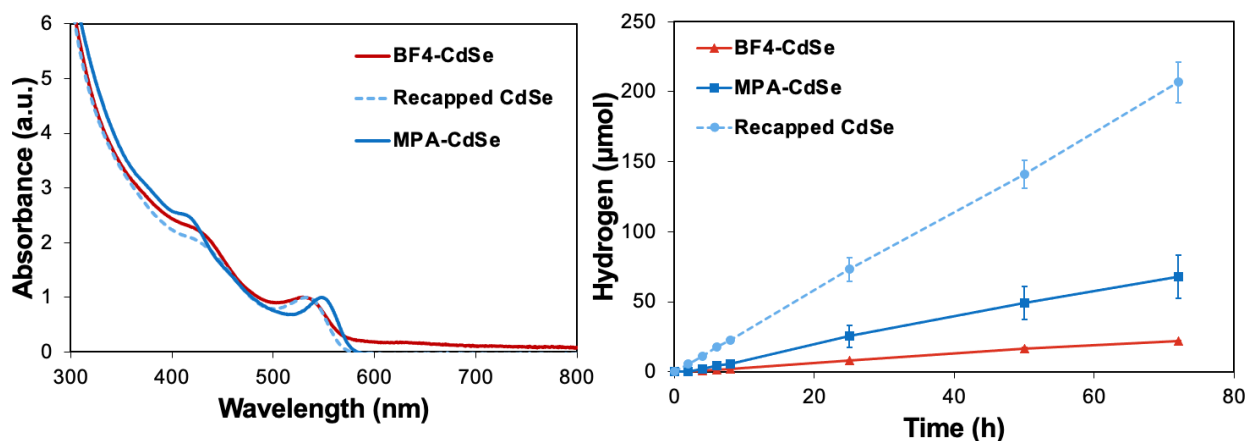 Absorbance (a.u.)
6
5
4
3
2
1
0
300
400
500
600
700
800
Wavelength (nm)
BF4-CdSe
Recapped CdSe
MPA-CdSe
Hydrogen (µmol)
250
200
150
100
50
0
0
20
40
60
80
Time (h)
BF4-CdSe
MPA-CdSe
Recapped CdSe